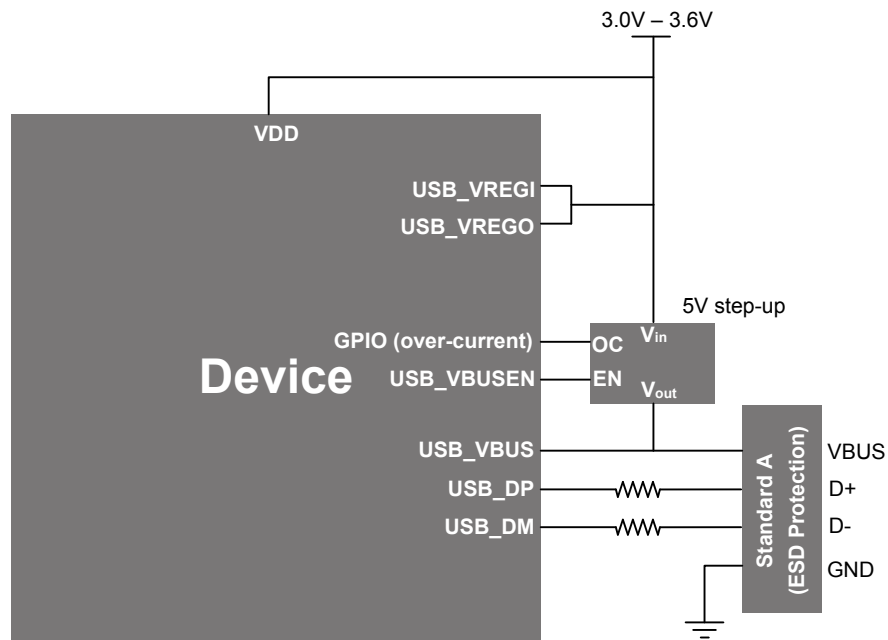 3.0V – 3.6V
VDD
USB_VREGI
USB_VREGO
5V step-up
GPIO (over-current)
OC
Vin
Device
USB_VBUSEN
EN
Vout
USB_VBUS
VBUS
USB_DP
D+
USB_DM
D-
GND
Standard A
(ESD Protection)